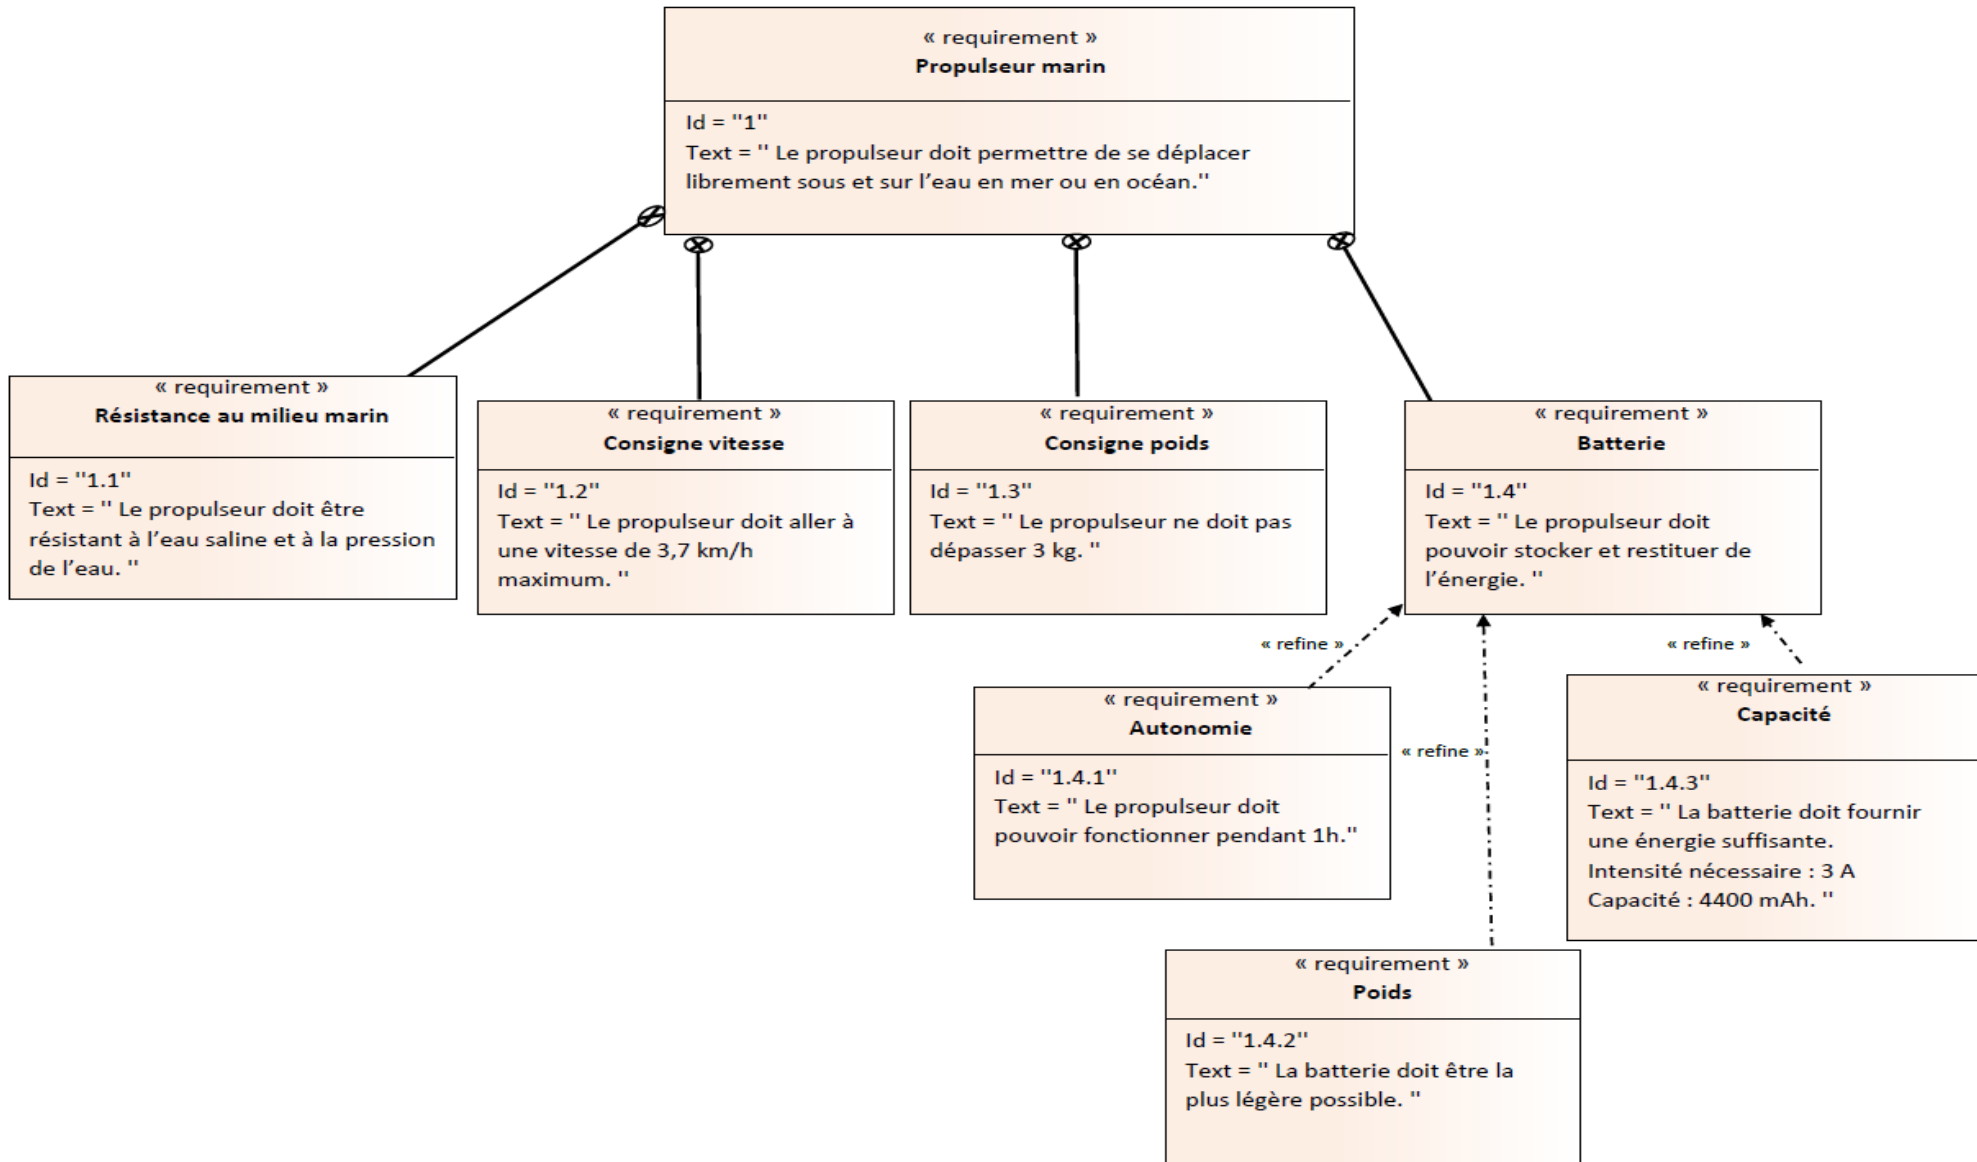 « requirement »
Propulseur marin
Id = "1"
Text = " Le propulseur doit permettre de se déplacer
librement sous et sur l’eau en mer ou en océan."
« requirement »
Résistance au milieu marin
Id = "1.1"
Text = " Le propulseur doit être
résistant à l’eau saline et à la pression
de l’eau. "
« requirement »
Consigne vitesse
Id = "1.2"
Text = " Le propulseur doit aller à
une vitesse de 3,7 km/h
maximum. "
« requirement »
Consigne poids
Id = "1.3"
Text = " Le propulseur ne doit pas
dépasser 3 kg. "
« requirement »
Batterie
Id = "1.4"
Text = " Le propulseur doit
pouvoir stocker et restituer de
l’énergie. "
« refine »
« refine »
« refine »
« requirement »
Autonomie
Id = "1.4.1"
Text = " Le propulseur doit
pouvoir fonctionner pendant 1h."
« requirement »
Capacité
Id = "1.4.3"
Text = " La batterie doit fournir
une énergie suffisante.
Intensité nécessaire : 3 A
Capacité : 4400 mAh. "
« requirement »
Poids
Id = "1.4.2"
Text = " La batterie doit être la
plus légère possible. "